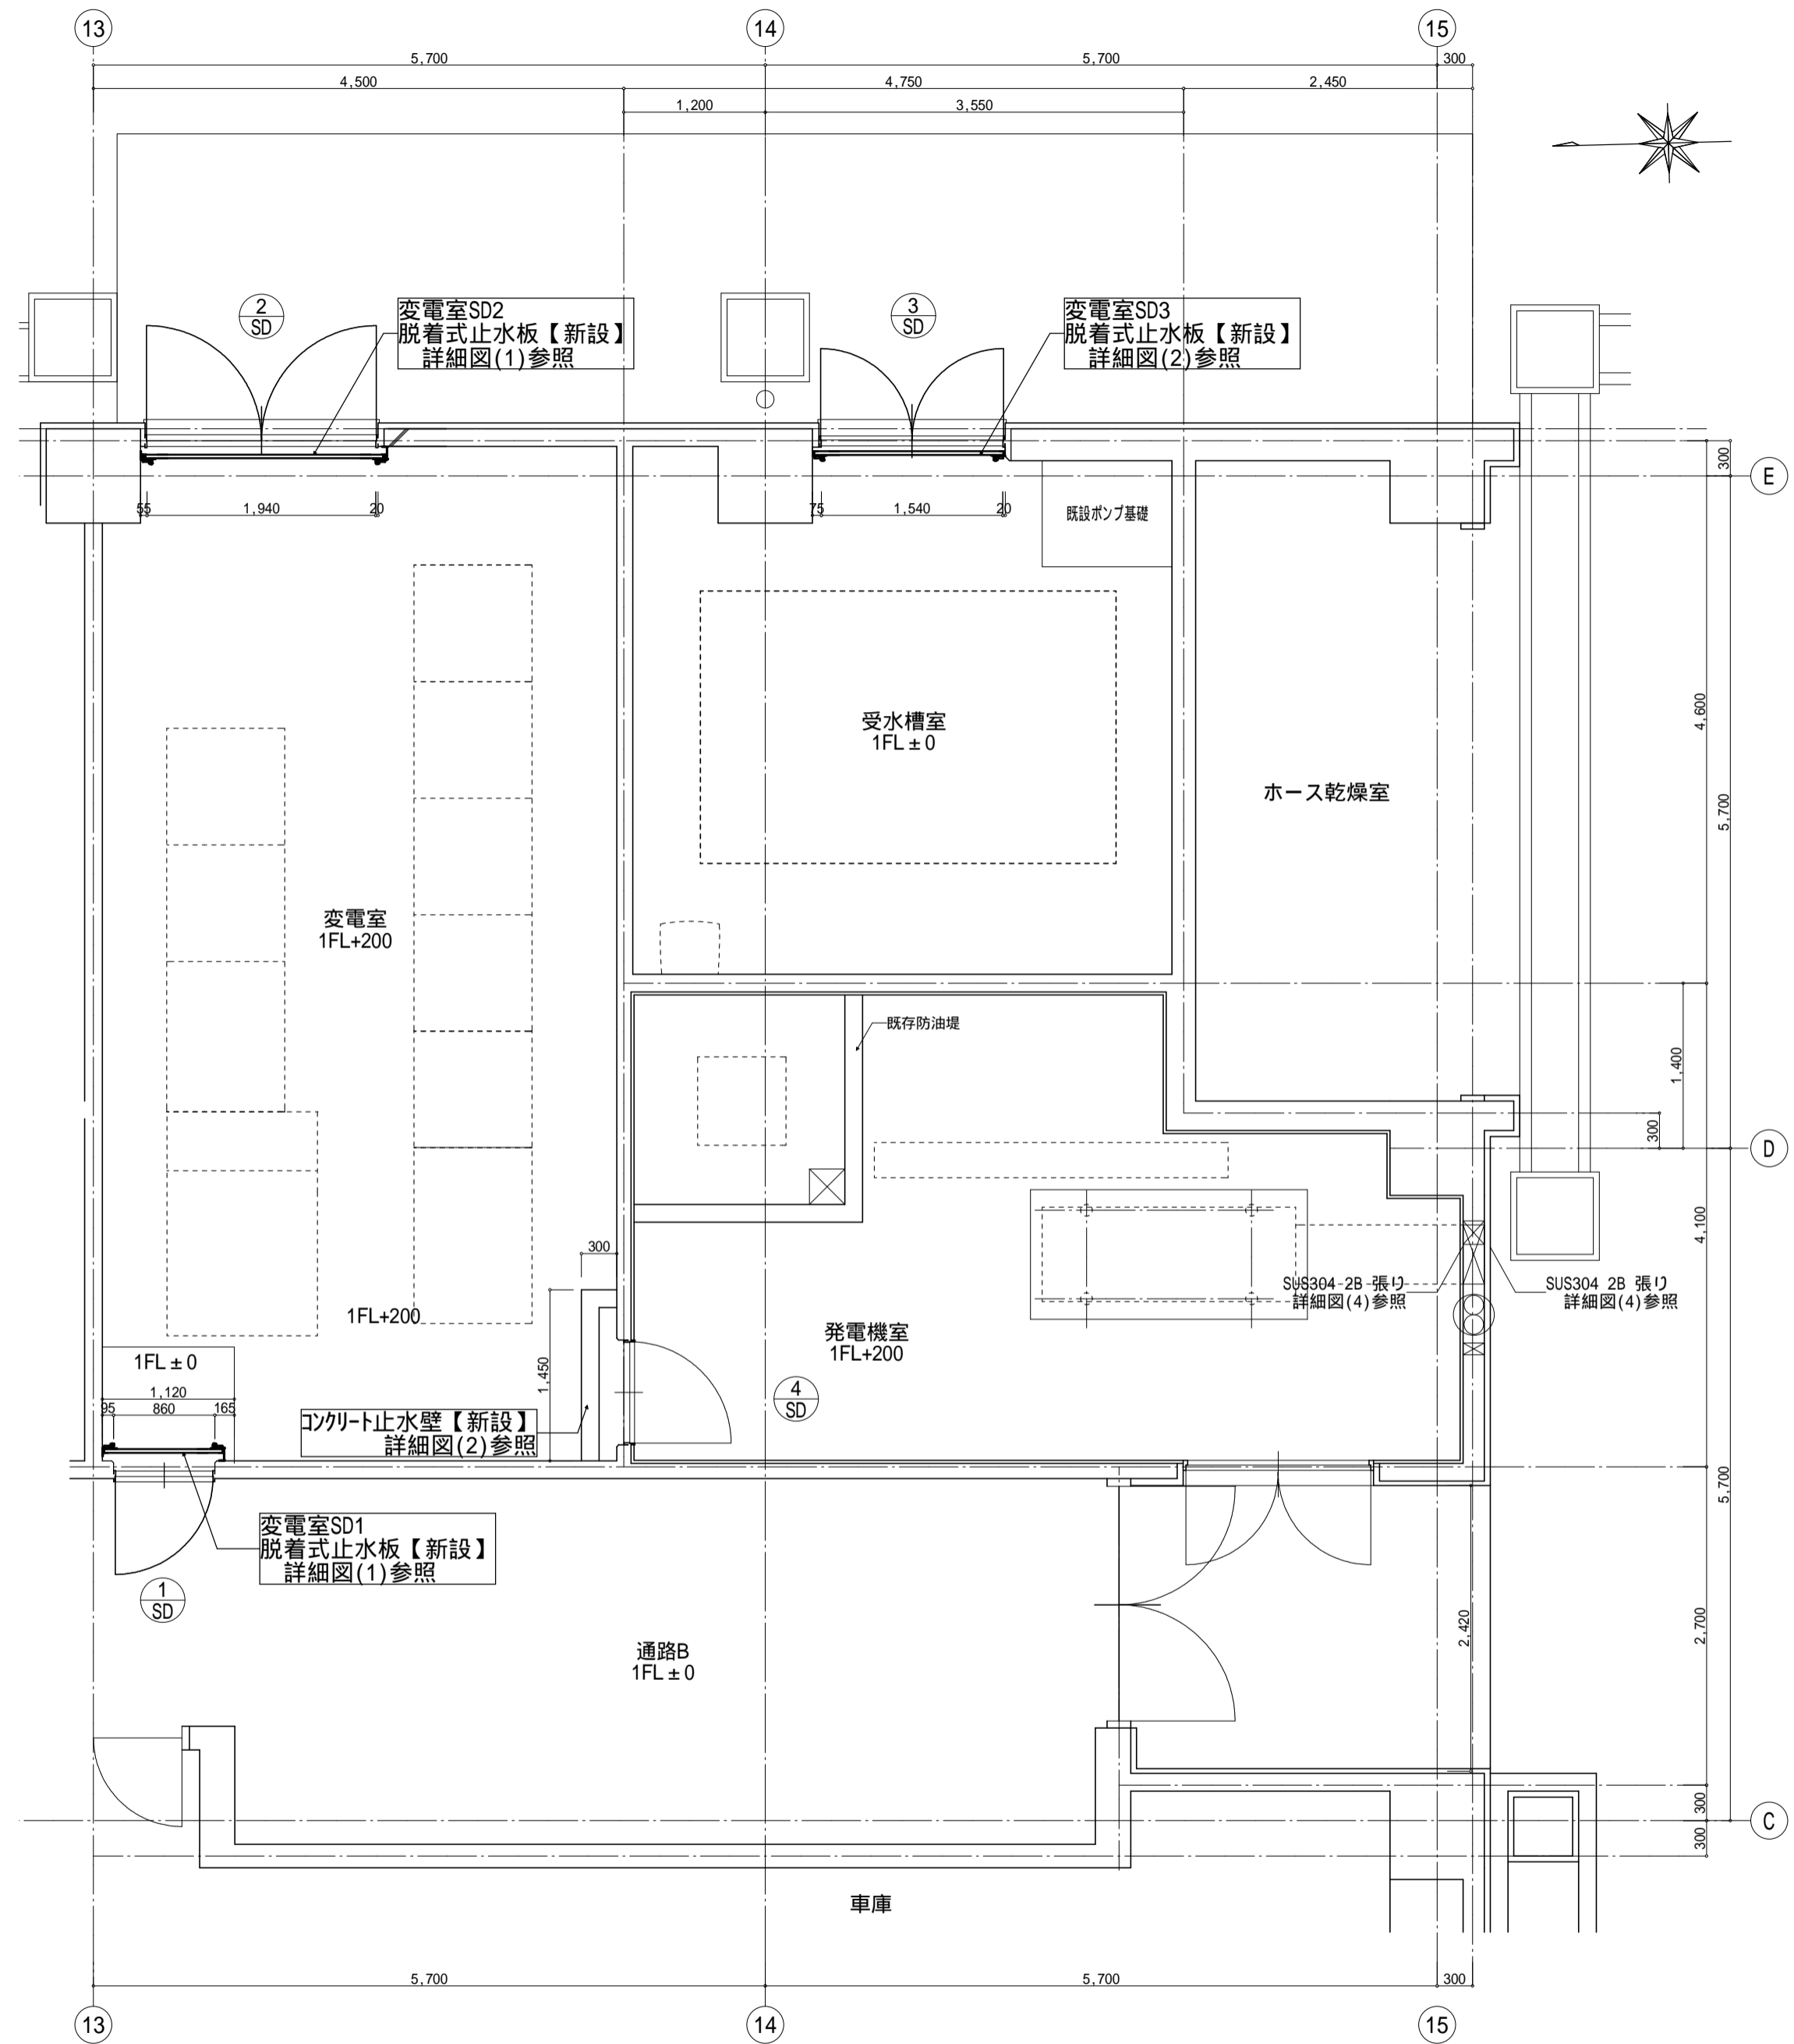 13
14
15
5,700
5,700
300
4,500
4,750
2,450
1,200
3,550
2
SD
変電室SD2
脱着式止水板【新設】
詳細図(1)参照
3
SD
変電室SD3
脱着式止水板【新設】
詳細図(2)参照
55
1,940
20
75
1,540
20
既設ポンプ基礎
300
E
受水槽室
1FL±0
4,600
5,700
ホース乾燥室
変電室
1FL+200
既存防油堤
1,400
300
D
300
4,100
SUS304 2B 張り
詳細図(4)参照
SUS304 2B 張り
詳細図(4)参照
1FL+200
発電機室
1FL+200
1FL±0
1,450
1,120
95
860
165
4
SD
コンクリート止水壁【新設】
詳細図(2)参照
5,700
変電室SD1
脱着式止水板【新設】
詳細図(1)参照
1
SD
2,420
2,700
通路B
1FL±0
300
C
300
車庫
5,700
5,700
300
13
14
15